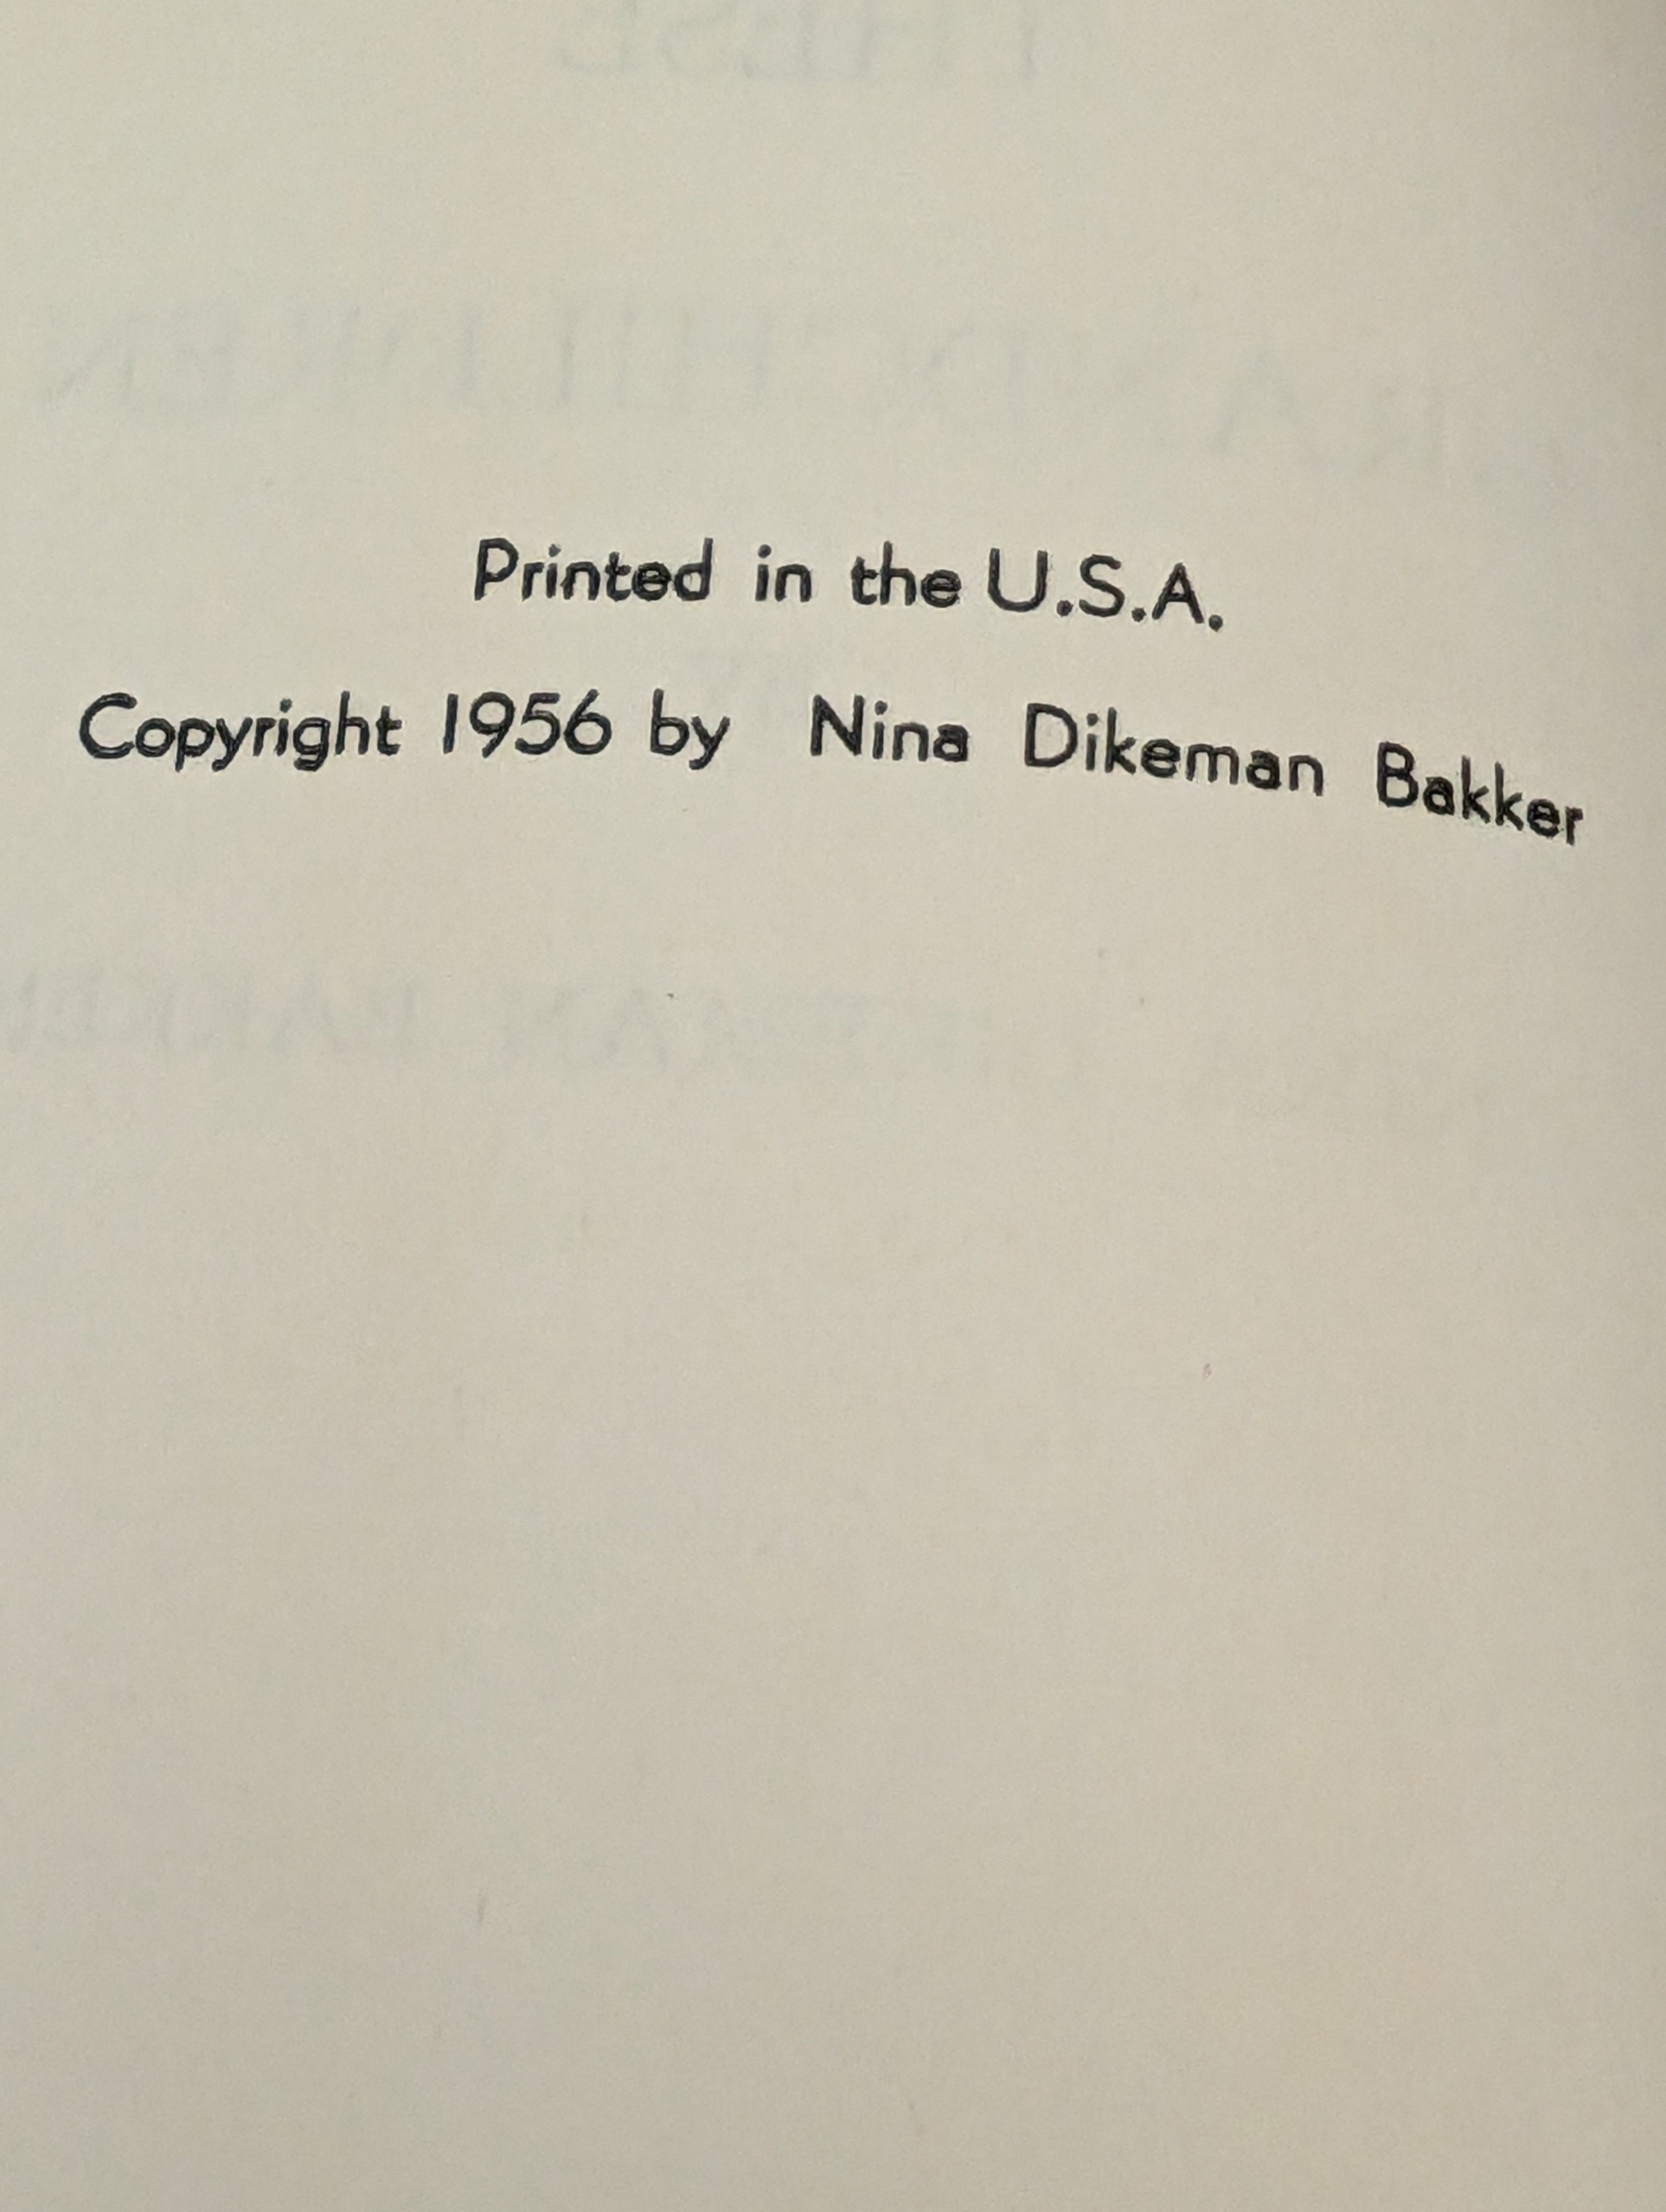 Printed in the U.S.A.
Copyright 1956 by Nina Dikeman Bakker